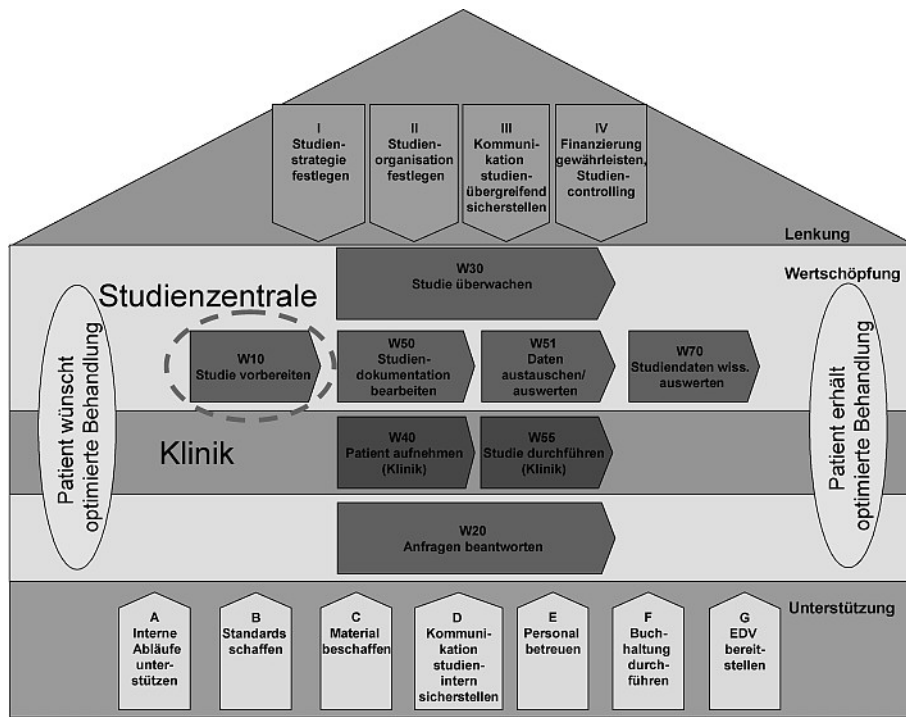 I
Studien-
strategie
festlegen
II
Studien-
organisation
festlegen
III
Kommuni-
kation
studien-
übergreifend
sicherstellen
IV
Finanzierung
gewährleisten,
Studien-
controlling
Lenkung
Wertschöpfung
Studienzentrale
W30
Studie überwachen
W10
Studie vorbereiten
W50
Studien-
dokumentation
bearbeiten
W51
Daten
austauschen/
auswerten
W70
Studiendaten wiss.
auswerten
Patient wünscht
optimierte Behandlung
Patient erhält
optimierte Behandlung
Klinik
W40
Patient aufnehmen
(Klinik)
W55
Studie durchführen
(Klinik)
W20
Anfragen beantworten
Unterstützung
A
Interne
Abläufe
unter-
stützen
B
Standards
schaffen
C
Material
beschaffen
D
Kommuni-
kation
studien-
intern
sicherstellen
E
Personal
betreuen
F
Buch-
haltung
durch-
führen
G
EDV
bereit-
stellen